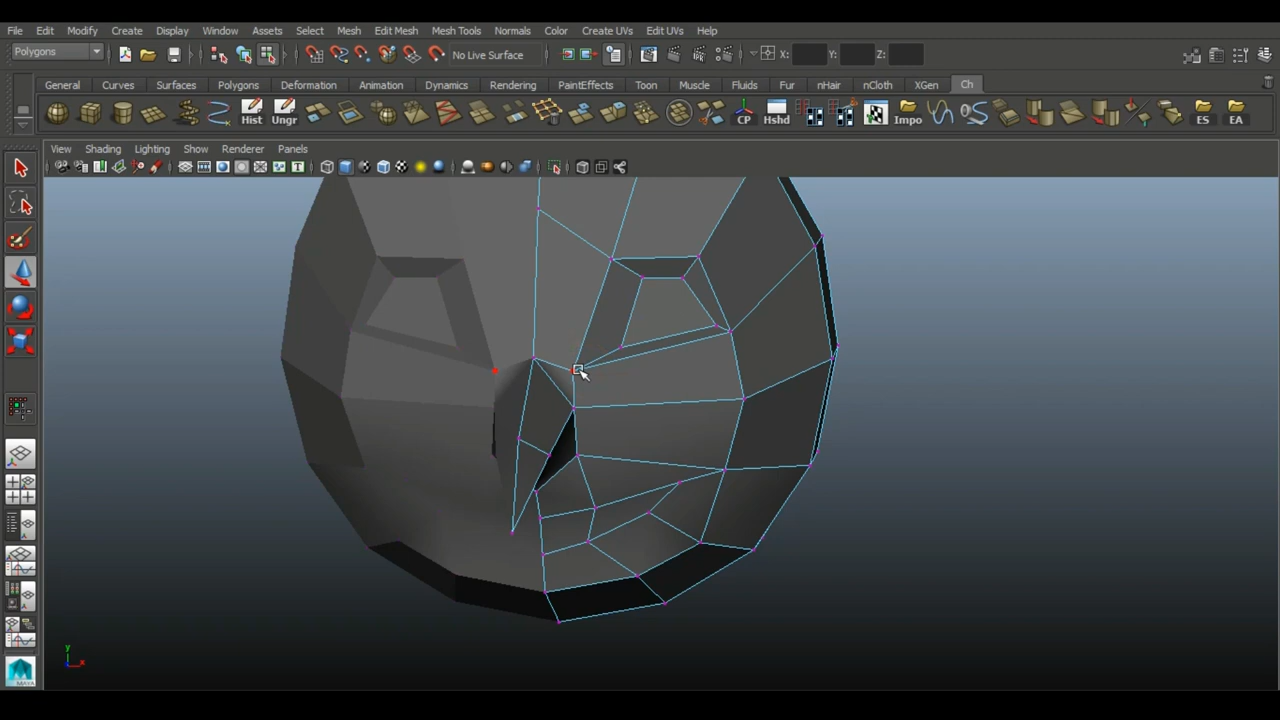 File Edit Modify Create Display Window Assets Select Mesh Edit Mesh Mesh Tools Normals Color Create UVs Edit UVs Help
Polygons No Live Surface X: Y: Z:
General Curves Surfaces Polygons Deformation Animation Dynamics Rendering PaintEffects Toon Muscle Fluids Fur nHair nCloth XGen Ch
Hist Ungr CP Hshd Impo ES EA
View Shading Lighting Show Renderer Panels
y
x
MAYA